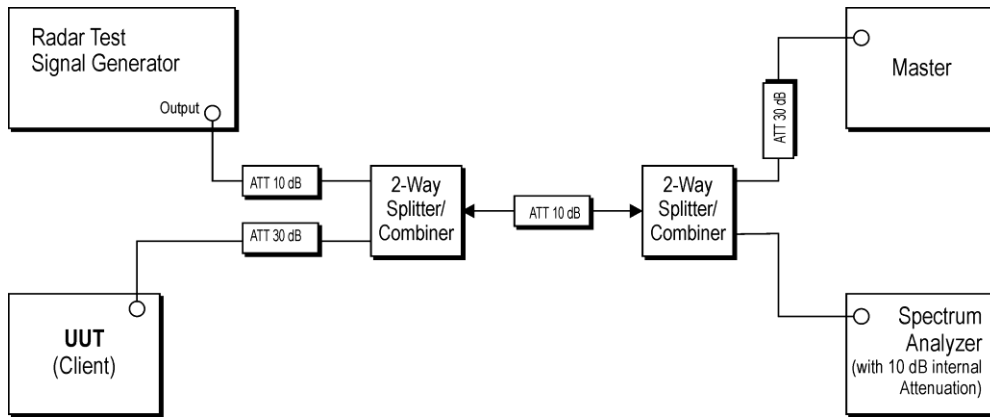 Radar Test
Signal Generator
Output
ATT 10 dB
2-Way
Splitter/
Combiner
ATT 30 dB
UUT
(Client)
ATT 10 dB
2-Way
Splitter/
Combiner
ATT 30 dB
Master
Spectrum
Analyzer
(with 10 dB internal
Attenuation)